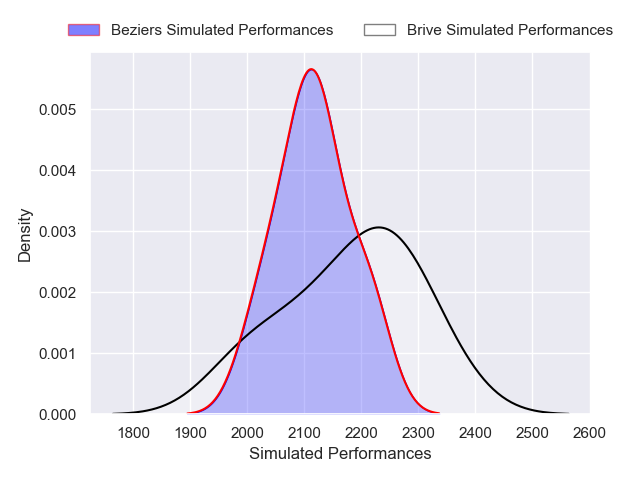 Beziers Simulated Performances
Brive Simulated Performances
0.005
0.004
0.003
0.002
0.001
0.000
Density
1800 1900 2000 2100 2200 2300 2400 2500 2600
Simulated Performances